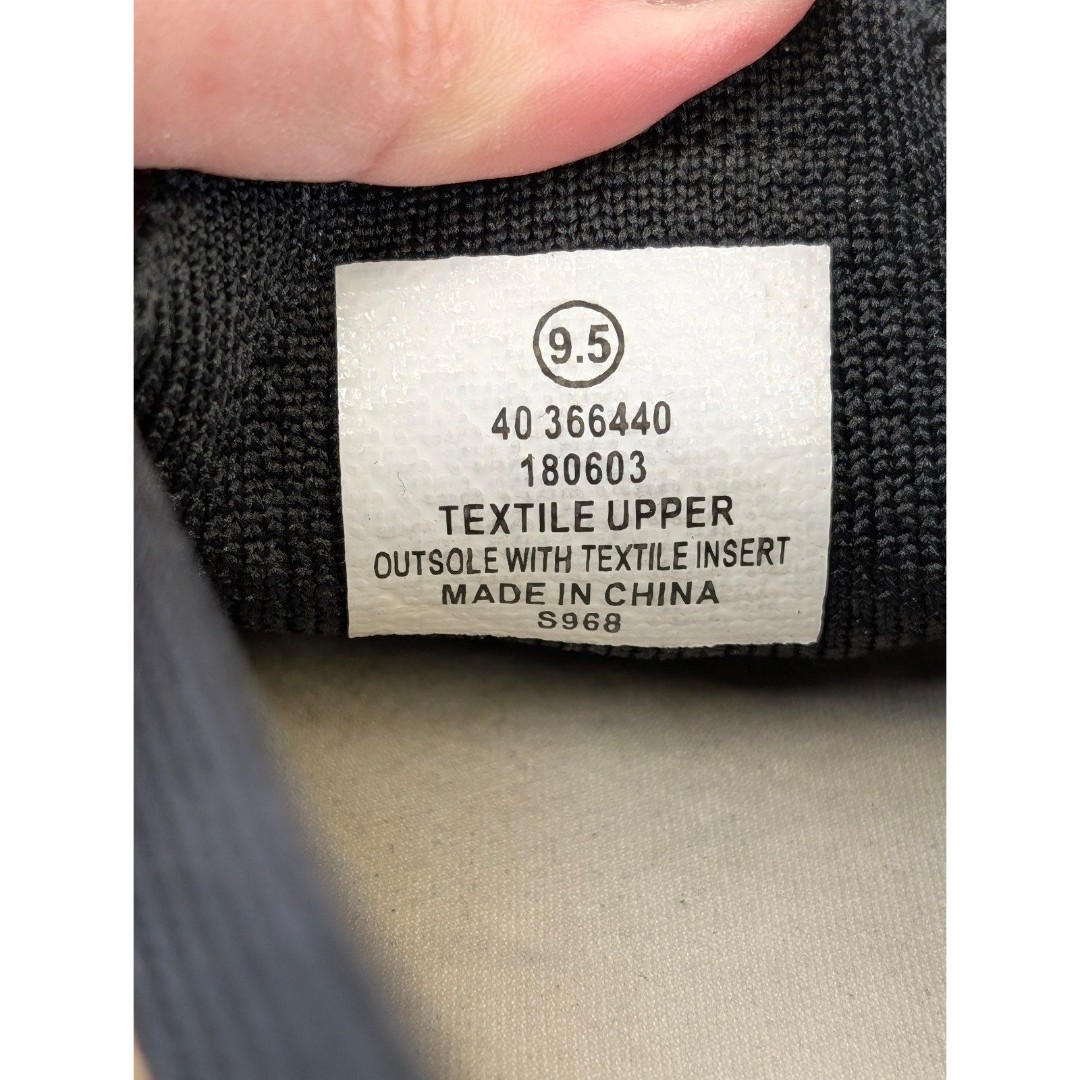 9.5
40 366440
180603
TEXTILE UPPER
OUTSOLE WITH TEXTILE INSERT
MADE IN CHINA
S968